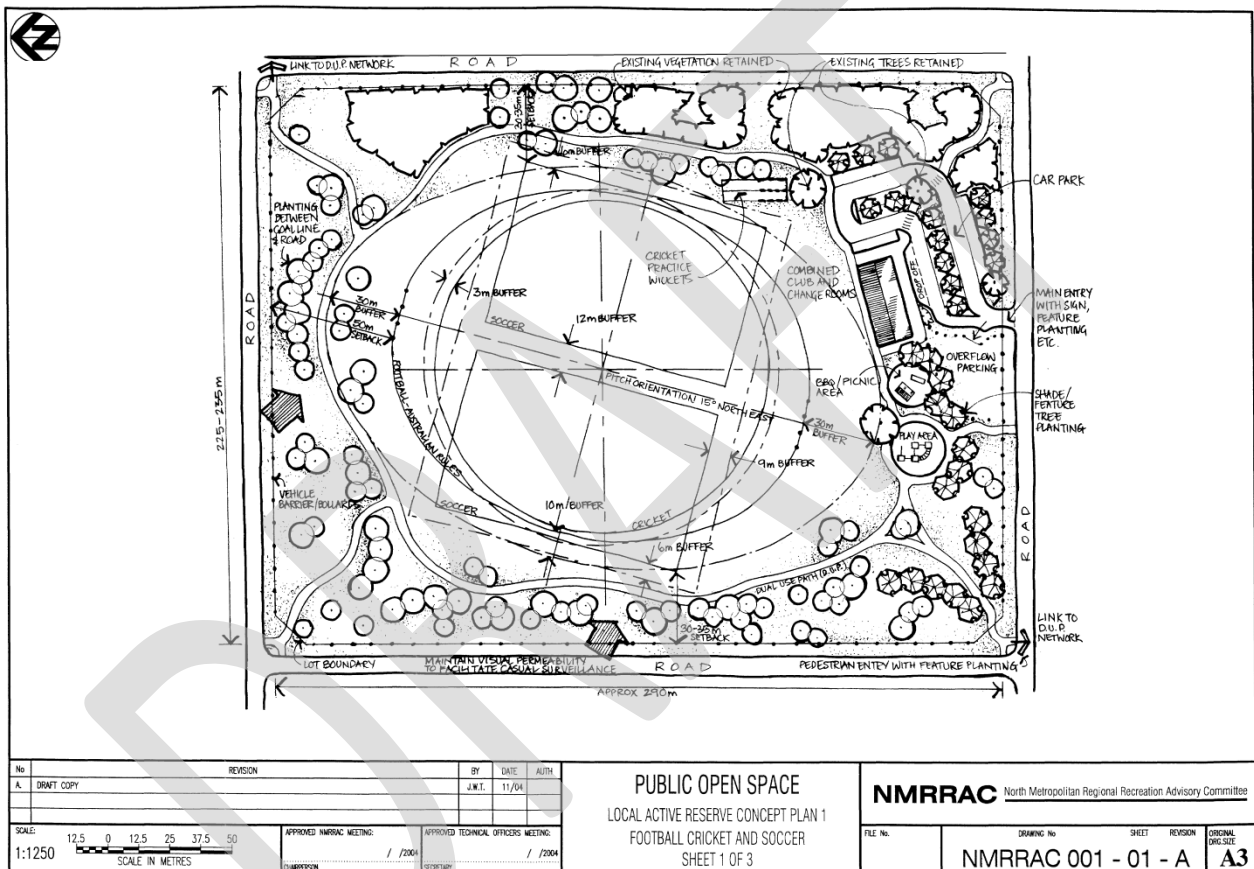 Z
LINK TO D.U.P. NETWORK
ROAD
EXISTING VEGETATION RETAINED
EXISTING TREES RETAINED
30-35m
SETBACK
6m BUFFER
CAR PARK
PLANTING
BETWEEN
GOAL LINE
& ROAD
CRICKET
PRACTICE
WICKETS
COMBINED
CLUB AND
CHANGE ROOMS
3m BUFFER
30m
BUFFER
50m
SETBACK
12m BUFFER
SOCCER
MAIN ENTRY
WITH SIGN,
FEATURE
PLANTING
ETC.
ROAD
OVERFLOW
PARKING
BBQ/PICNIC
AREA
PITCH ORIENTATION 15° NORTH EAST
FOOTBALL-AUSTRALIAN RULES
SHADE/
FEATURE
TREE
PLANTING
225-235m
30m
BUFFER
PLAY AREA
9m BUFFER
VEHICLE
BARRIER/BOLLARDS
SOCCER
10m BUFFER
CRICKET
6m BUFFER
ROAD
DUAL USE PATH (D.U.P.)
LINK TO
D.U.P.
NETWORK
30-35m
SETBACK
LOT BOUNDARY
MAINTAIN VISUAL PERMEABILITY
TO FACILITATE CASUAL SURVEILLANCE
ROAD
PEDESTRIAN ENTRY WITH FEATURE PLANTING
APPROX 290m
DRAFT
No REVISION BY DATE AUTH
A. DRAFT COPY J.W.T. 11/04
SCALE:
1:1250
12.5 0 12.5 25 37.5 50
SCALE IN METRES
APPROVED NMRRAC MEETING:
/ /2004
CHAIRPERSON
APPROVED TECHNICAL OFFICERS MEETING:
/ /2004
SECRETARY
PUBLIC OPEN SPACE
LOCAL ACTIVE RESERVE CONCEPT PLAN 1
FOOTBALL CRICKET AND SOCCER
SHEET 1 OF 3
NMRRAC North Metropolitan Regional Recreation Advisory Committee
FILE No.
DRAWING No SHEET REVISION
NMRRAC 001 - 01 - A
ORIGINAL
DRG.SIZE
A3